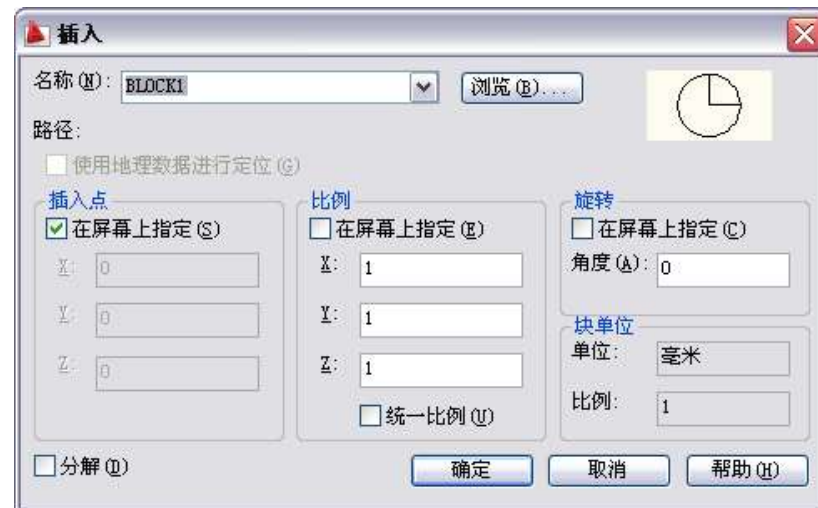 插入
名称(N): BLOCK1 浏览(B)...
路径:
使用地理数据进行定位(G)
插入点
在屏幕上指定(S)
X: 0
Y: 0
Z: 0
比例
在屏幕上指定(E)
X: 1
Y: 1
Z: 1
统一比例(U)
旋转
在屏幕上指定(C)
角度(A): 0
块单位
单位: 毫米
比例: 1
分解(D) 确定 取消 帮助(H)